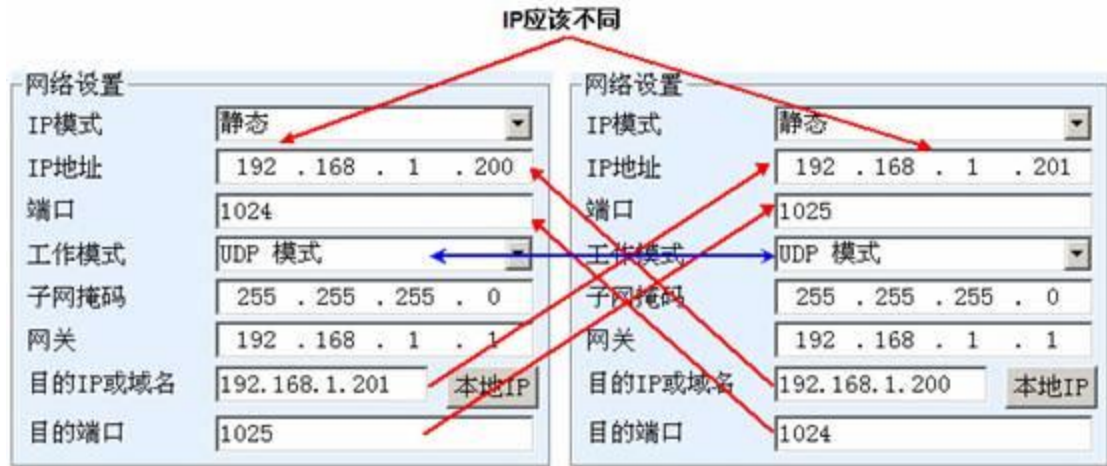 IP应该不同
网络设置
IP模式 静态
IP地址 192 . 168 . 1 . 200
端口 1024
工作模式 UDP 模式
子网掩码 255 . 255 . 255 . 0
网关 192 . 168 . 1 . 1
目的IP或域名 192.168.1.201 本地IP
目的端口 1025
网络设置
IP模式 静态
IP地址 192 . 168 . 1 . 201
端口 1025
工作模式 UDP 模式
子网掩码 255 . 255 . 255 . 0
网关 192 . 168 . 1 . 1
目的IP或域名 192.168.1.200 本地IP
目的端口 1024